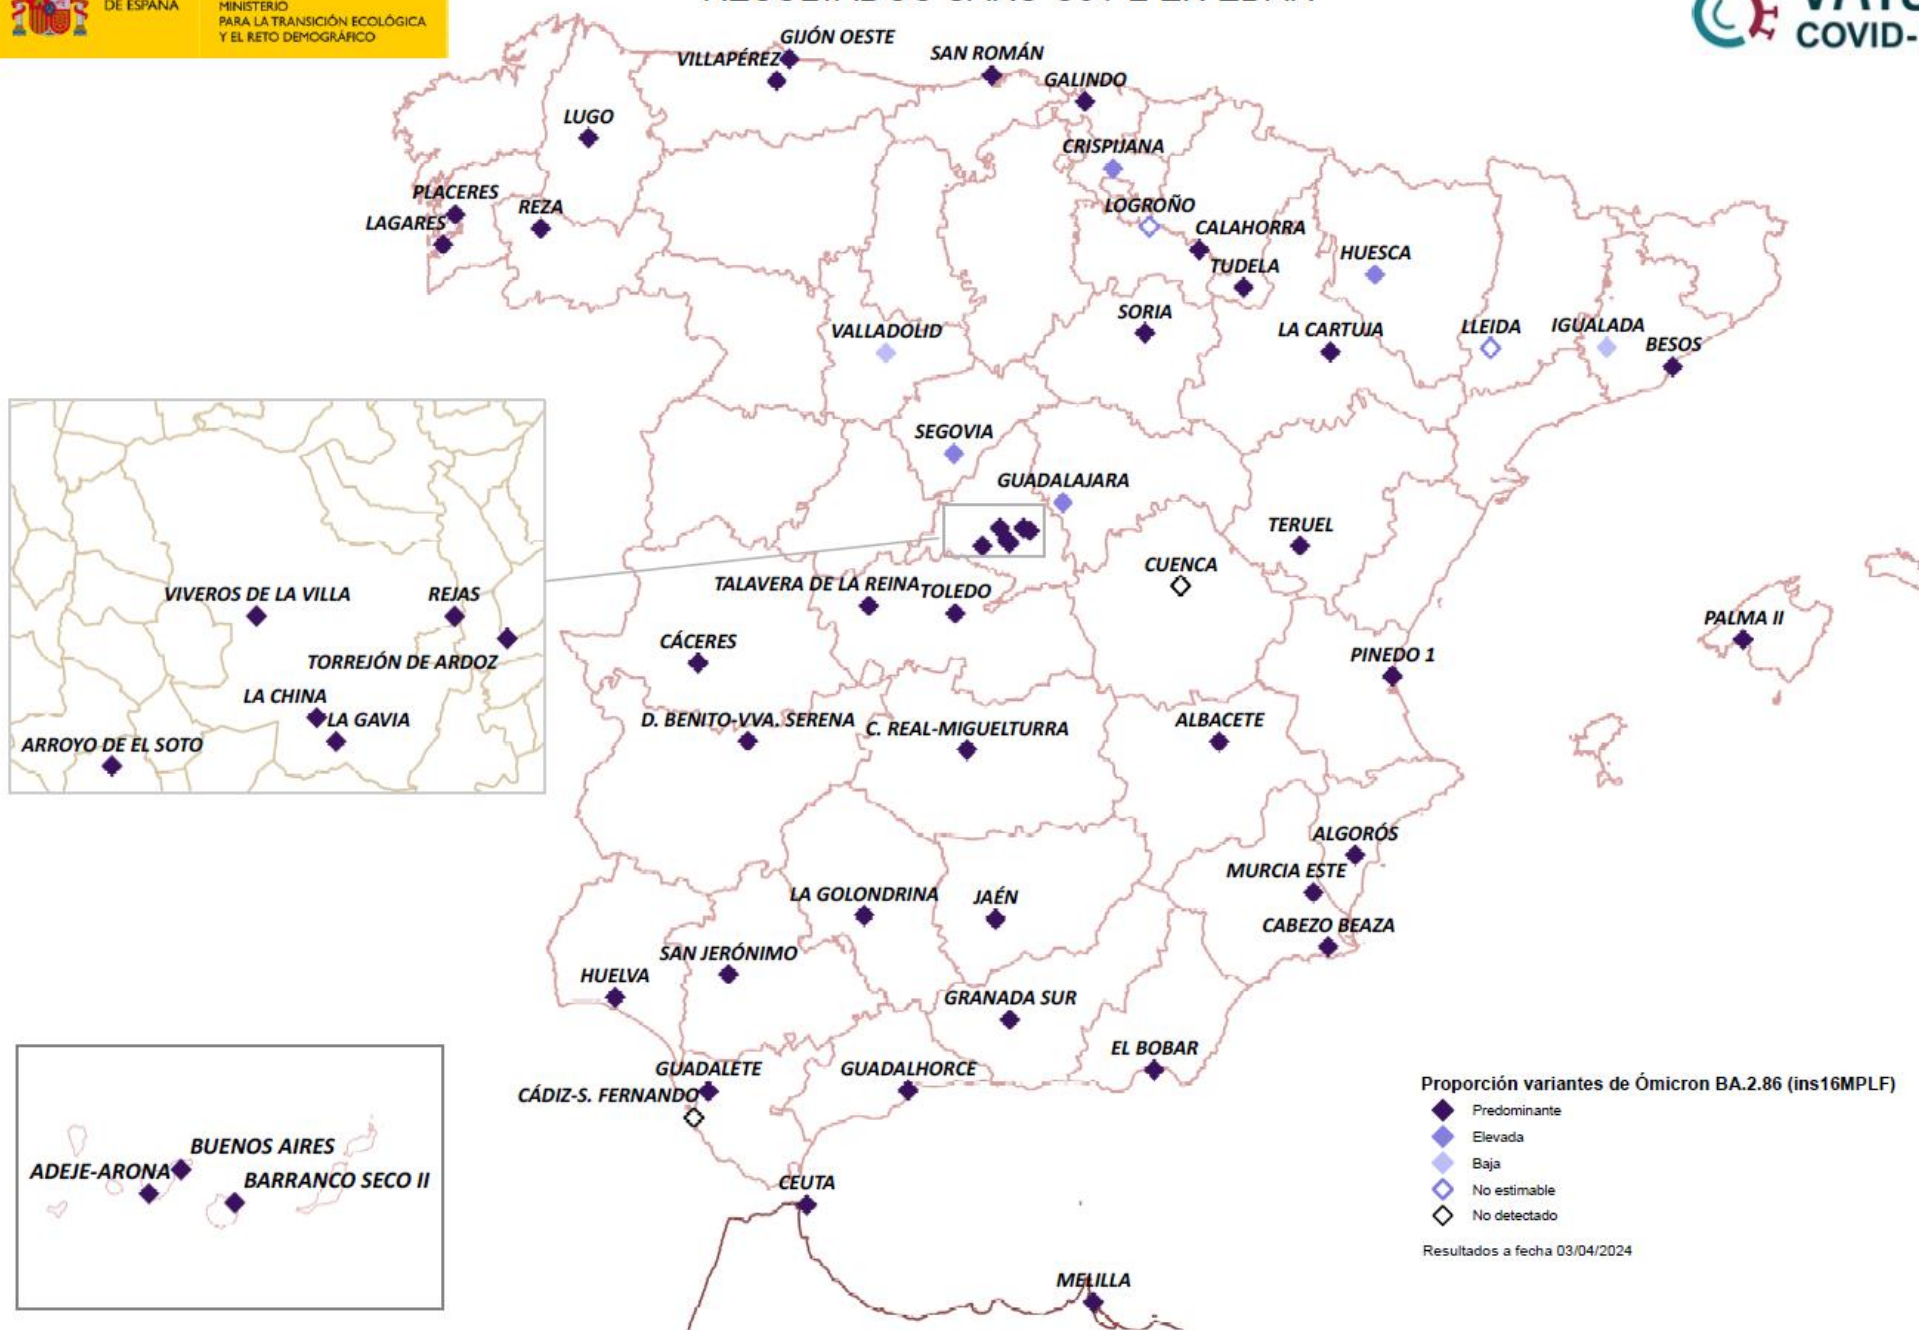 DE ESPAÑA
MINISTERIO
PARA LA TRANSICIÓN ECOLÓGICA
Y EL RETO DEMOGRÁFICO
COVID-
GIJÓN OESTE
VILLAPÉREZ
SAN ROMÁN
GALINDO
LUGO
CRISPIJANA
PLACERES
REZA
LAGARES
LOGROÑO
CALAHORRA
HUESCA
TUDELA
SORIA
VALLADOLID
LA CARTUJA
LLEIDA
IGUALADA
BESOS
SEGOVIA
GUADALAJARA
TERUEL
CUENCA
TALAVERA DE LA REINA
TOLEDO
VIVEROS DE LA VILLA
REJAS
TORREJÓN DE ARDOZ
LA CHINA
LA GAVIA
ARROYO DE EL SOTO
CÁCERES
PALMA II
PINEDO 1
D. BENITO-VVA. SERENA
C. REAL-MIGUELTURRA
ALBACETE
ALGORÓS
MURCIA ESTE
LA GOLONDRINA
JAÉN
CABEZO BEAZA
SAN JERÓNIMO
HUELVA
GRANADA SUR
EL BOBAR
GUADALETE
GUADALHORCE
CÁDIZ-S. FERNANDO
BUENOS AIRES
ADEJE-ARONA
BARRANCO SECO II
CEUTA
MELILLA
Proporción variantes de Ómicron BA.2.86 (ins16MPLF)
Predominante
Elevada
Baja
No estimable
No detectado
Resultados a fecha 03/04/2024